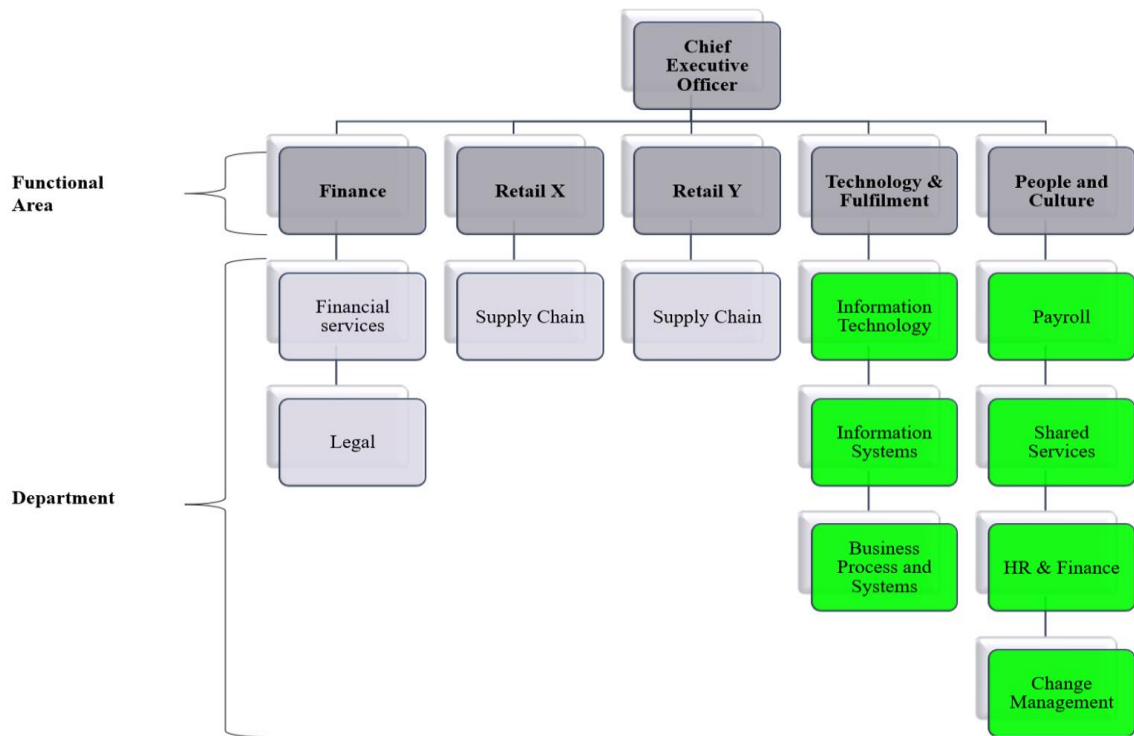 Chief
Executive
Officer
Functional
Area
Finance
Retail X
Retail Y
Technology &
Fulfilment
People and
Culture
Department
Financial
services
Supply Chain
Supply Chain
Information
Technology
Payroll
Legal
Information
Systems
Shared
Services
Business
Process and
Systems
HR & Finance
Change
Management